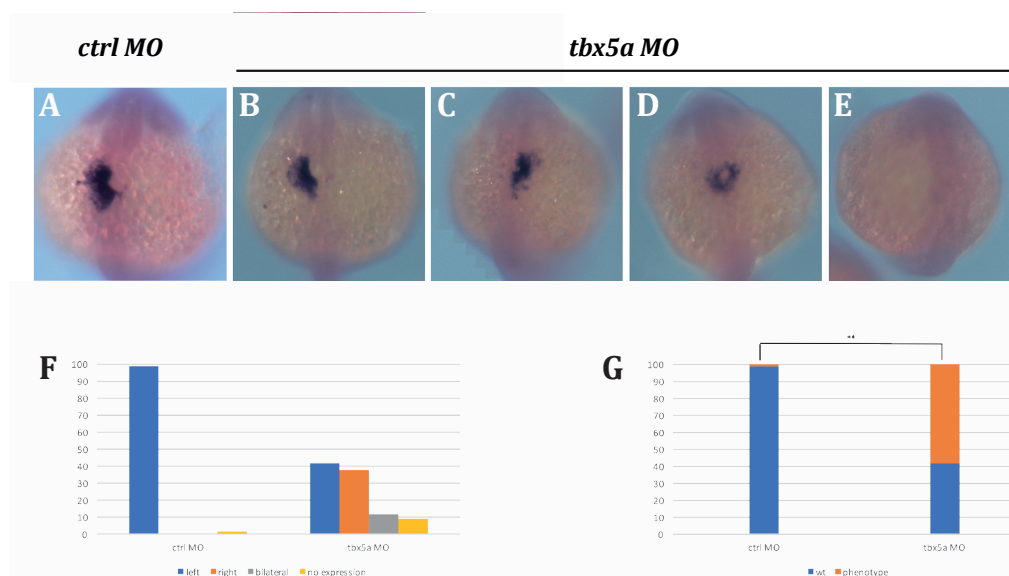 ctrl MO tbx5a MO
A B C D E
F
100
90
80
70
60
50
40
30
20
10
0
ctrl MO tbx5a MO
left right bilateral no expression
G
**
100
90
80
70
60
50
40
30
20
10
0
ctrl MO tbx5a MO
wt phenotype